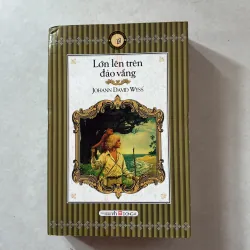 Lớn lên trên
đảo vắng
JOHANN DAVID WYSS